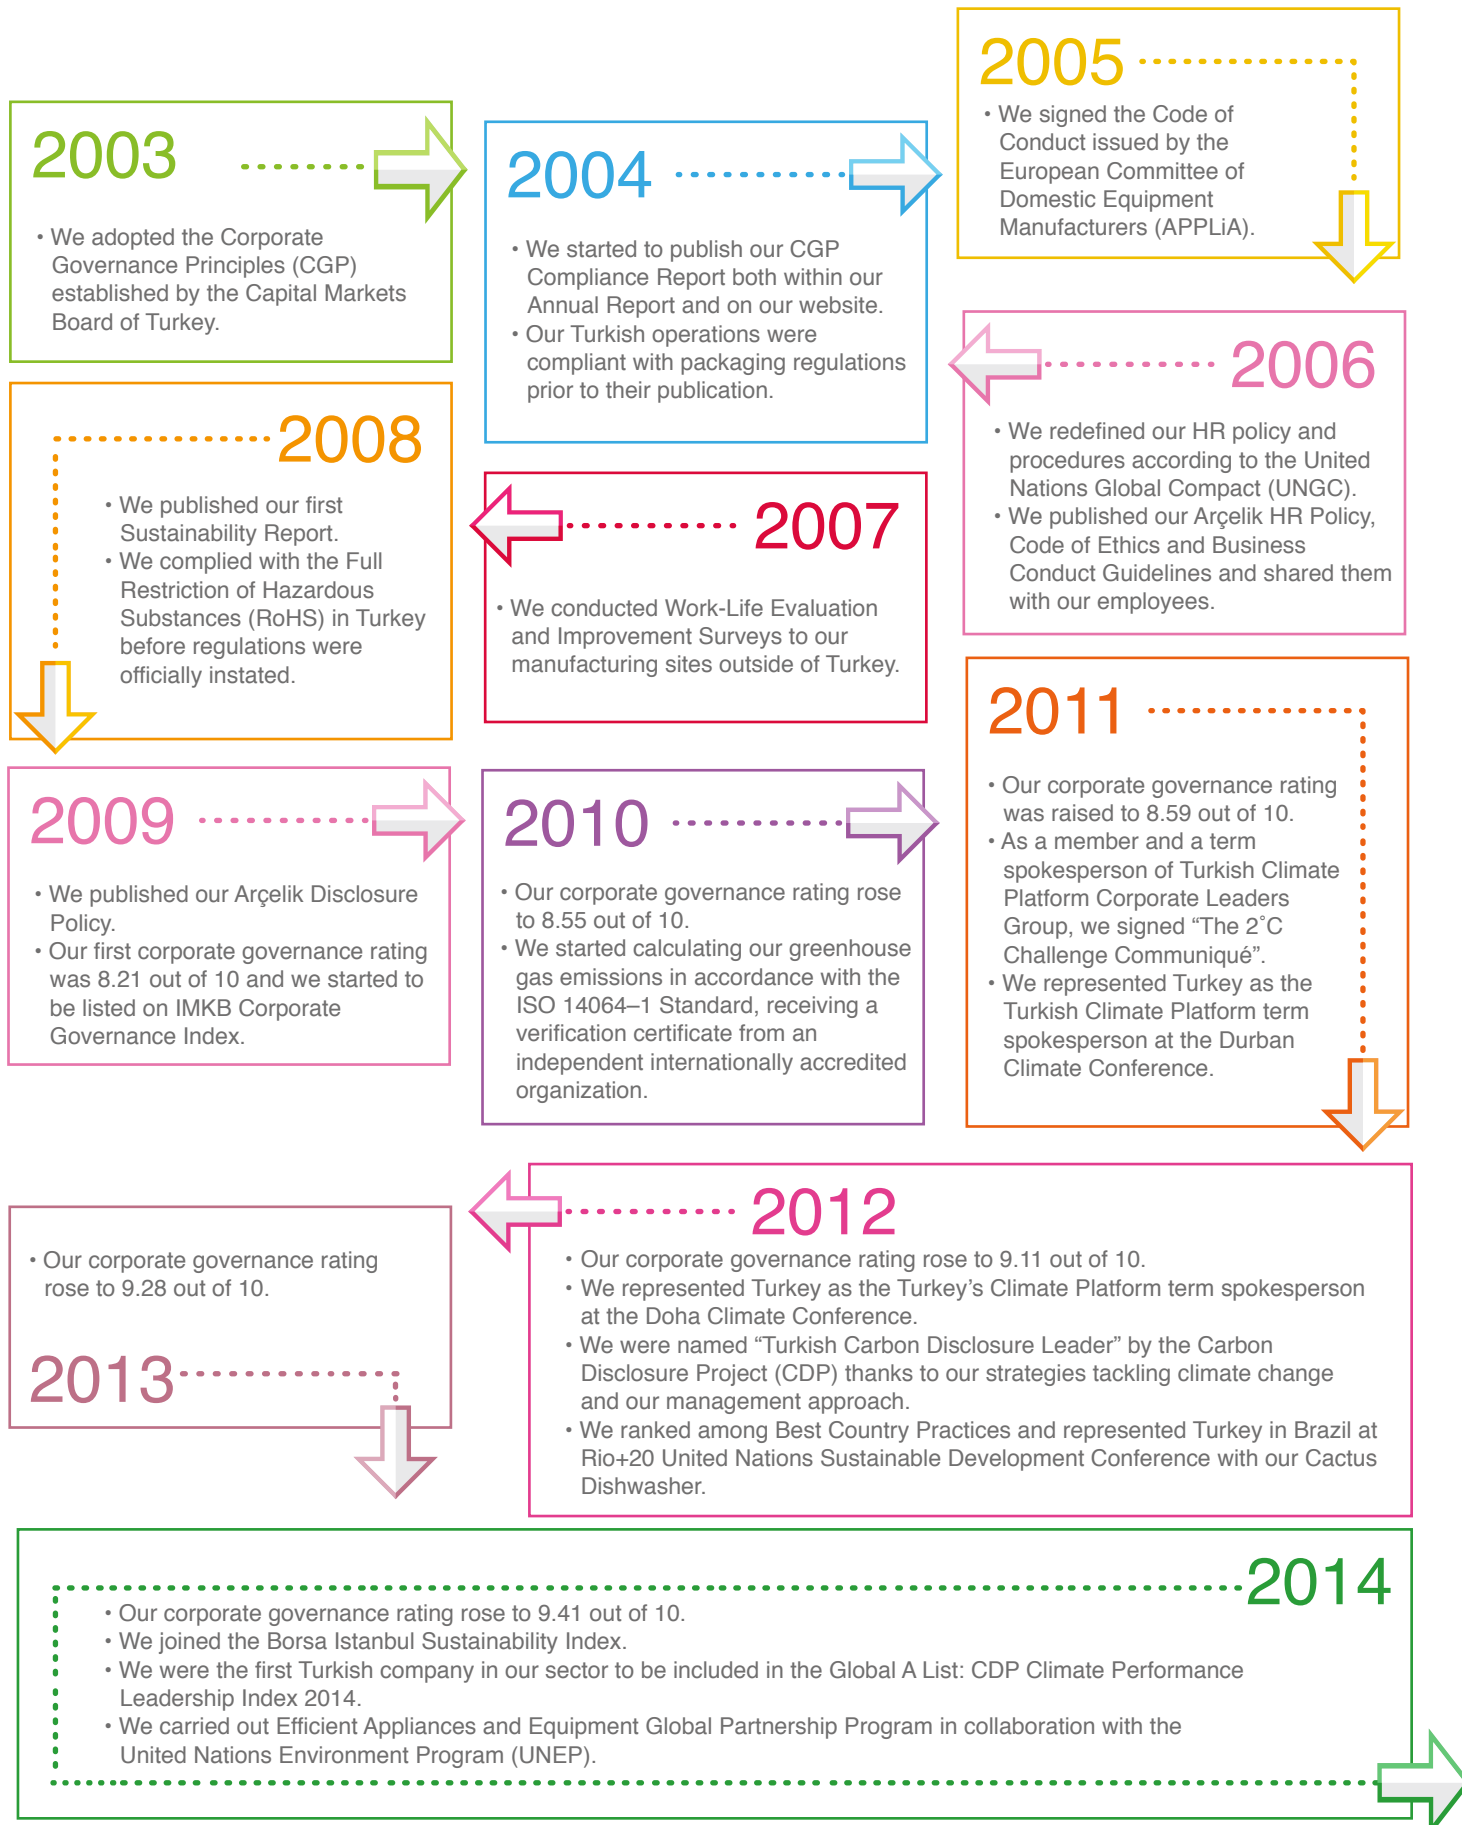 2003
• We adopted the Corporate
Governance Principles (CGP)
established by the Capital Markets
Board of Turkey.
2004
• We started to publish our CGP
Compliance Report both within our
Annual Report and on our website.
• Our Turkish operations were
compliant with packaging regulations
prior to their publication.
2005
• We signed the Code of
Conduct issued by the
European Committee of
Domestic Equipment
Manufacturers (APPLiA).
2006
• We redefined our HR policy and
procedures according to the United
Nations Global Compact (UNGC).
• We published our Arçelik HR Policy,
Code of Ethics and Business
Conduct Guidelines and shared them
with our employees.
2007
• We conducted Work-Life Evaluation
and Improvement Surveys to our
manufacturing sites outside of Turkey.
2008
• We published our first
Sustainability Report.
• We complied with the Full
Restriction of Hazardous
Substances (RoHS) in Turkey
before regulations were
officially instated.
2009
• We published our Arçelik Disclosure
Policy.
• Our first corporate governance rating
was 8.21 out of 10 and we started to
be listed on IMKB Corporate
Governance Index.
2010
• Our corporate governance rating rose
to 8.55 out of 10.
• We started calculating our greenhouse
gas emissions in accordance with the
ISO 14064–1 Standard, receiving a
verification certificate from an
independent internationally accredited
organization.
2011
• Our corporate governance rating
was raised to 8.59 out of 10.
• As a member and a term
spokesperson of Turkish Climate
Platform Corporate Leaders
Group, we signed “The 2˚C
Challenge Communiqué”.
• We represented Turkey as the
Turkish Climate Platform term
spokesperson at the Durban
Climate Conference.
2012
• Our corporate governance rating rose to 9.11 out of 10.
• We represented Turkey as the Turkey’s Climate Platform term spokesperson
at the Doha Climate Conference.
• We were named “Turkish Carbon Disclosure Leader” by the Carbon
Disclosure Project (CDP) thanks to our strategies tackling climate change
and our management approach.
• We ranked among Best Country Practices and represented Turkey in Brazil at
Rio+20 United Nations Sustainable Development Conference with our Cactus
Dishwasher.
• Our corporate governance rating
rose to 9.28 out of 10.
2013
2014
• Our corporate governance rating rose to 9.41 out of 10.
• We joined the Borsa Istanbul Sustainability Index.
• We were the first Turkish company in our sector to be included in the Global A List: CDP Climate Performance
Leadership Index 2014.
• We carried out Efficient Appliances and Equipment Global Partnership Program in collaboration with the
United Nations Environment Program (UNEP).